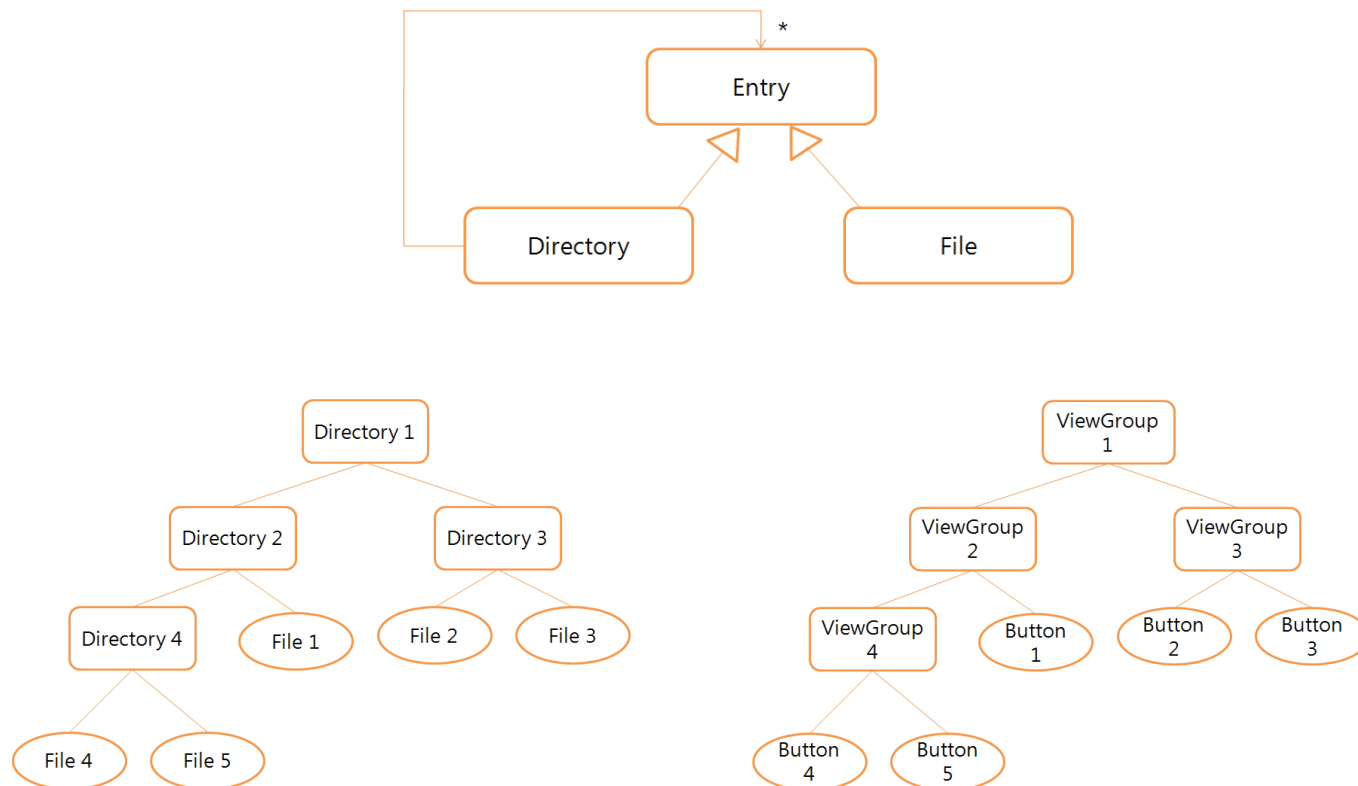 *
Entry
Directory
File
Directory 1
Directory 2
Directory 3
Directory 4
File 1
File 2
File 3
File 4
File 5
ViewGroup
1
ViewGroup
2
ViewGroup
3
ViewGroup
4
Button
1
Button
2
Button
3
Button
4
Button
5